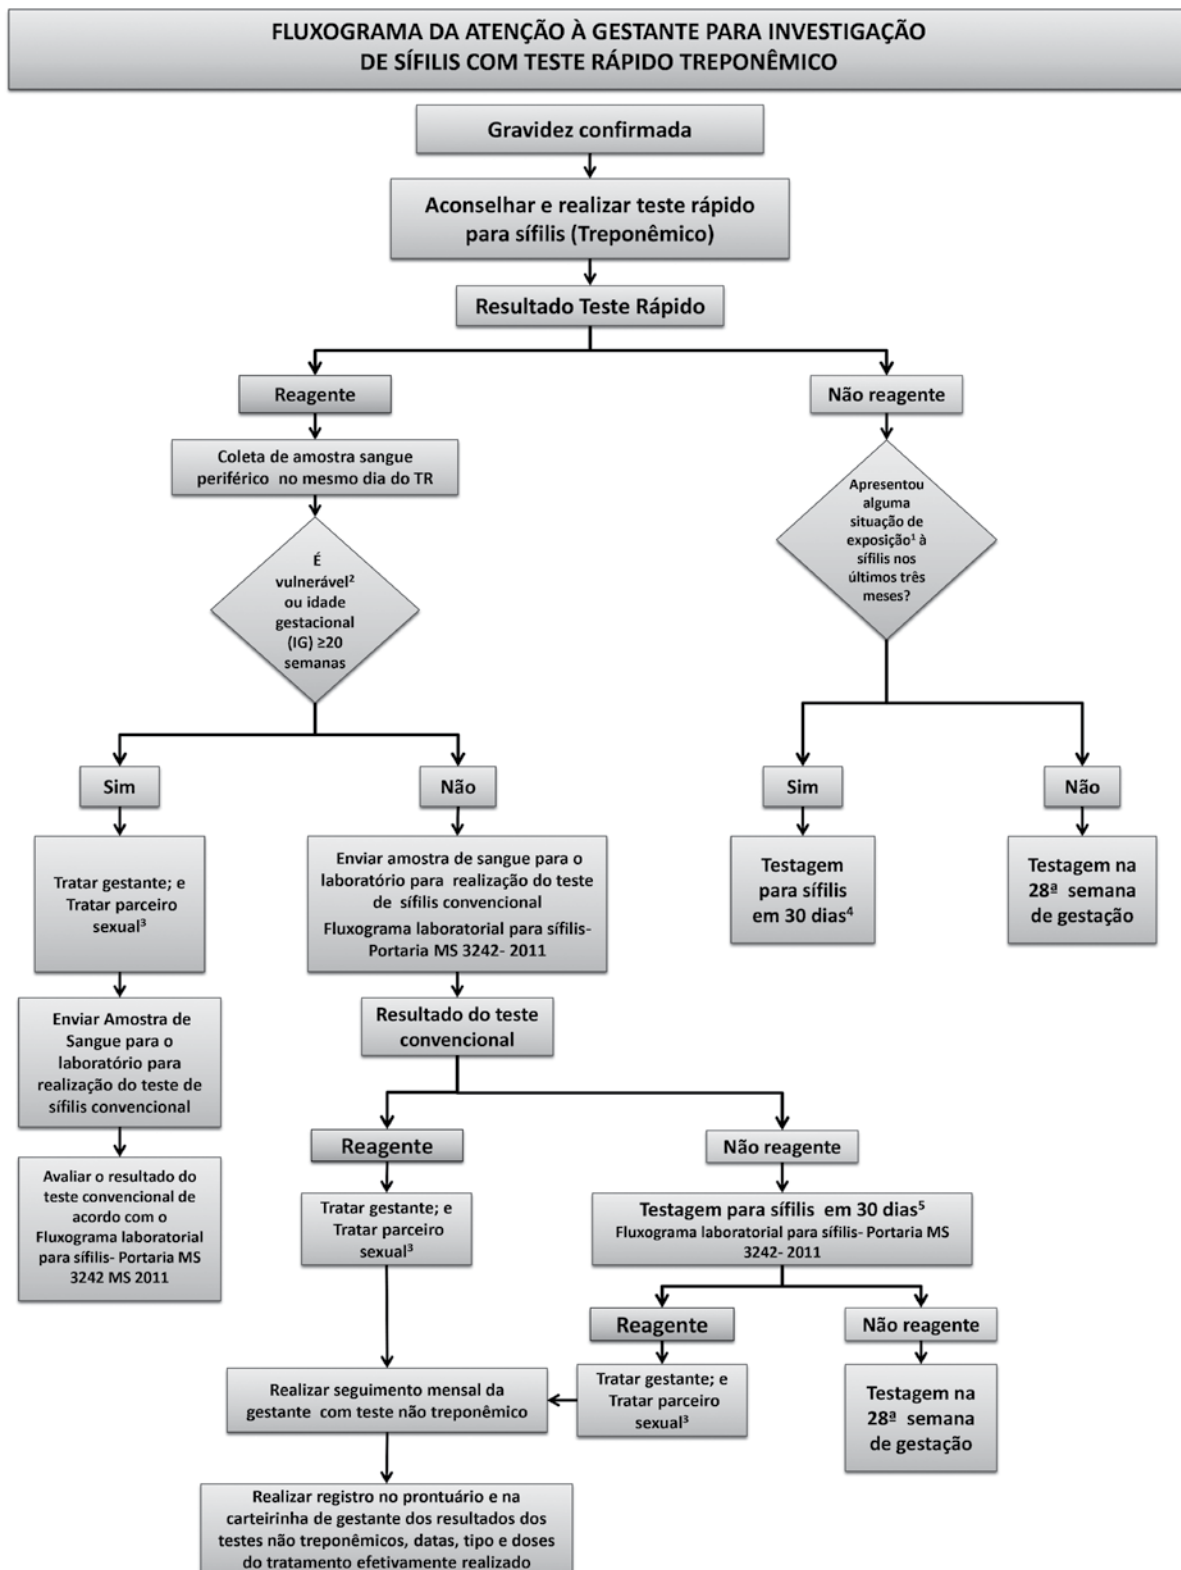 FLUXOGRAMA DA ATENÇÃO À GESTANTE PARA INVESTIGAÇÃO
DE SÍFILIS COM TESTE RÁPIDO TREPONÊMICO
Gravidez confirmada
Aconselhar e realizar teste rápido
para sífilis (Treponêmico)
Resultado Teste Rápido
Reagente
Não reagente
Coleta de amostra sangue
periférico no mesmo dia do TR
Apresentou
alguma
situação de
exposição¹ à
sífilis nos
últimos três
meses?
É
vulnerável²
ou idade
gestacional
(IG) ≥20
semanas
Sim
Não
Sim
Não
Tratar gestante; e
Tratar parceiro
sexual³
Enviar amostra de sangue para o
laboratório para realização do teste
de sífilis convencional
Fluxograma laboratorial para sífilis-
Portaria MS 3242- 2011
Testagem
para sífilis
em 30 dias⁴
Testagem na
28ª semana
de gestação
Enviar Amostra de
Sangue para o
laboratório para
realização do teste de
sífilis convencional
Resultado do teste
convencional
Reagente
Não reagente
Avaliar o resultado do
teste convencional de
acordo com o
Fluxograma laboratorial
para sífilis- Portaria MS
3242 MS 2011
Tratar gestante; e
Tratar parceiro
sexual³
Testagem para sífilis em 30 dias⁵
Fluxograma laboratorial para sífilis- Portaria MS
3242- 2011
Reagente
Não reagente
Realizar seguimento mensal da
gestante com teste não treponêmico
Tratar gestante; e
Tratar parceiro
sexual³
Testagem na
28ª semana
de gestação
Realizar registro no prontuário e na
carteirinha de gestante dos resultados dos
testes não treponêmicos, datas, tipo e doses
do tratamento efetivamente realizado